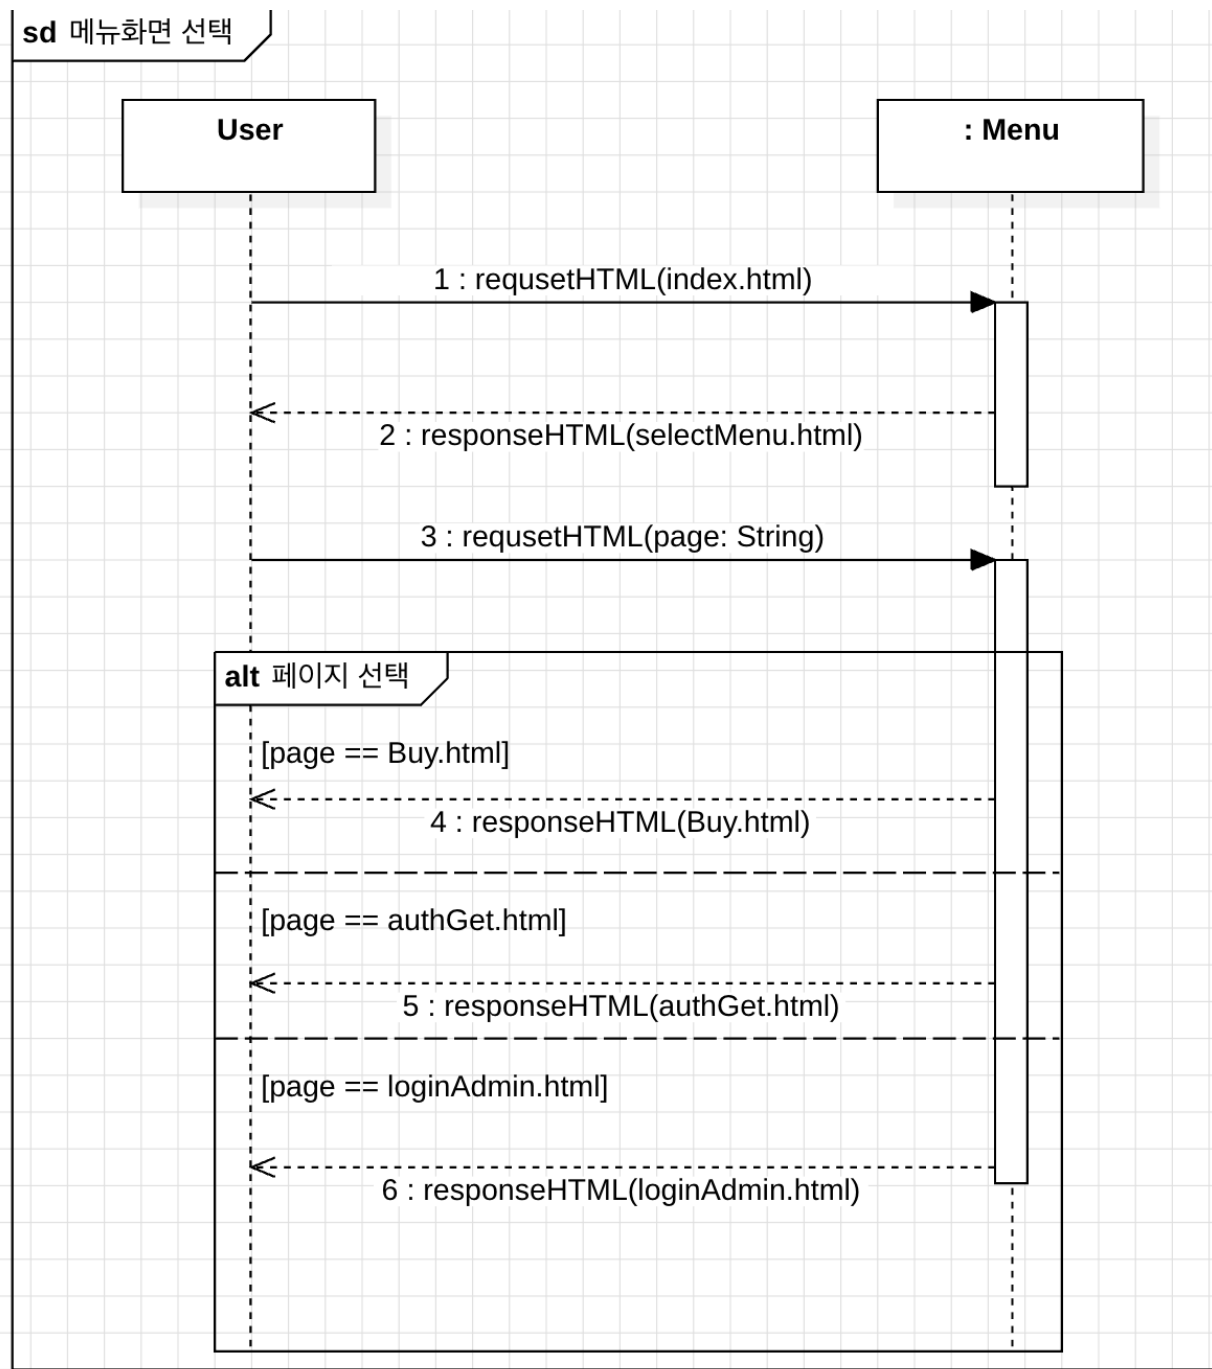 sd 메뉴화면 선택
User
: Menu
1 : requsetHTML(index.html)
2 : responseHTML(selectMenu.html)
3 : requsetHTML(page: String)
alt 페이지 선택
[page == Buy.html]
4 : responseHTML(Buy.html)
[page == authGet.html]
5 : responseHTML(authGet.html)
[page == loginAdmin.html]
6 : responseHTML(loginAdmin.html)